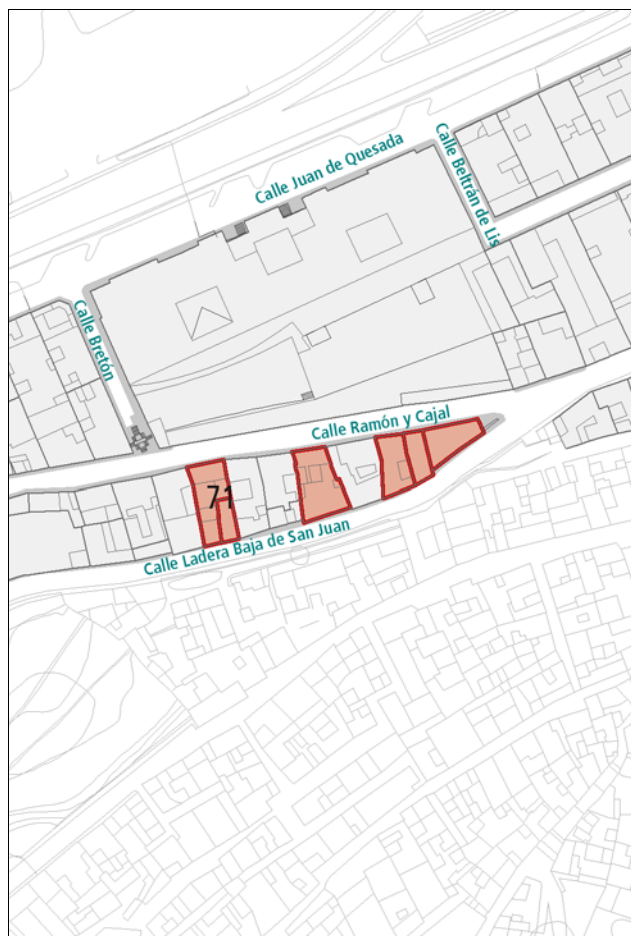 Calle Juan de Quesada
Calle Beltrán de Lis
Calle Bretón
Calle Ramón y Cajal
71
Calle Ladera Baja de San Juan